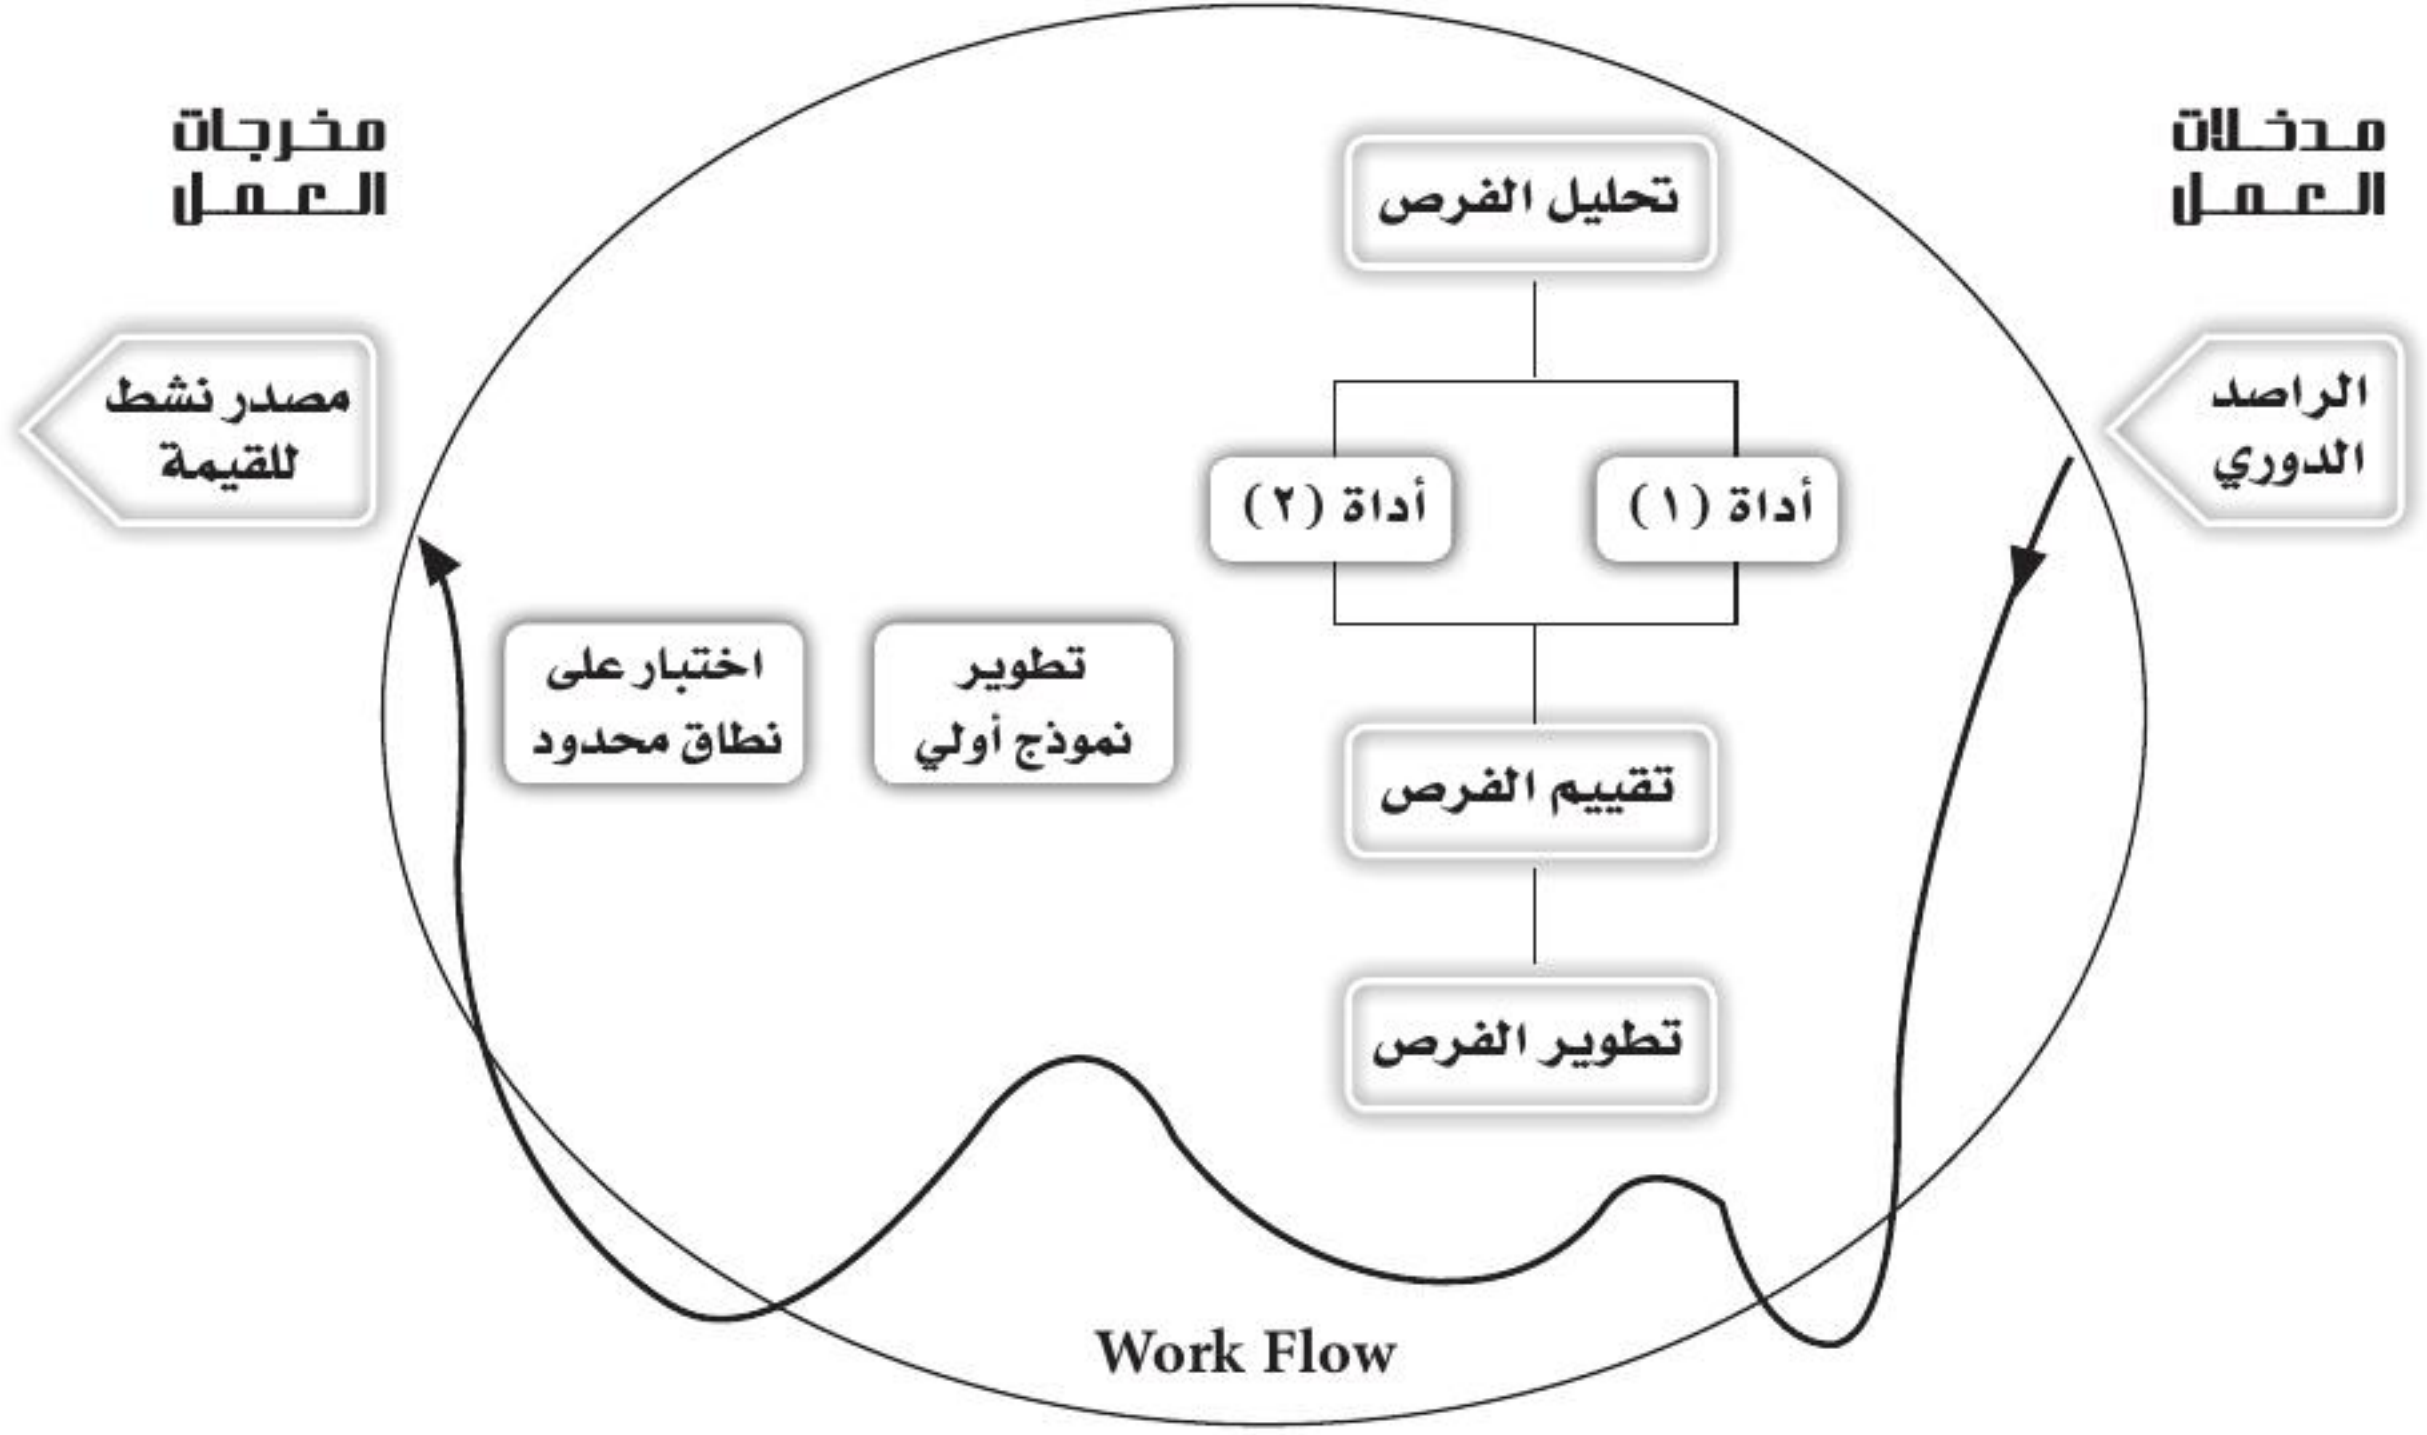 مدخلات
العمل
الراصد
الدوري
تحليل الفرص
أداة (١)
أداة (٢)
تقييم الفرص
تطوير الفرص
تطوير
نموذج أولي
اختبار على
نطاق محدود
مخرجات
العمل
مصدر نشط
للقيمة
Work Flow